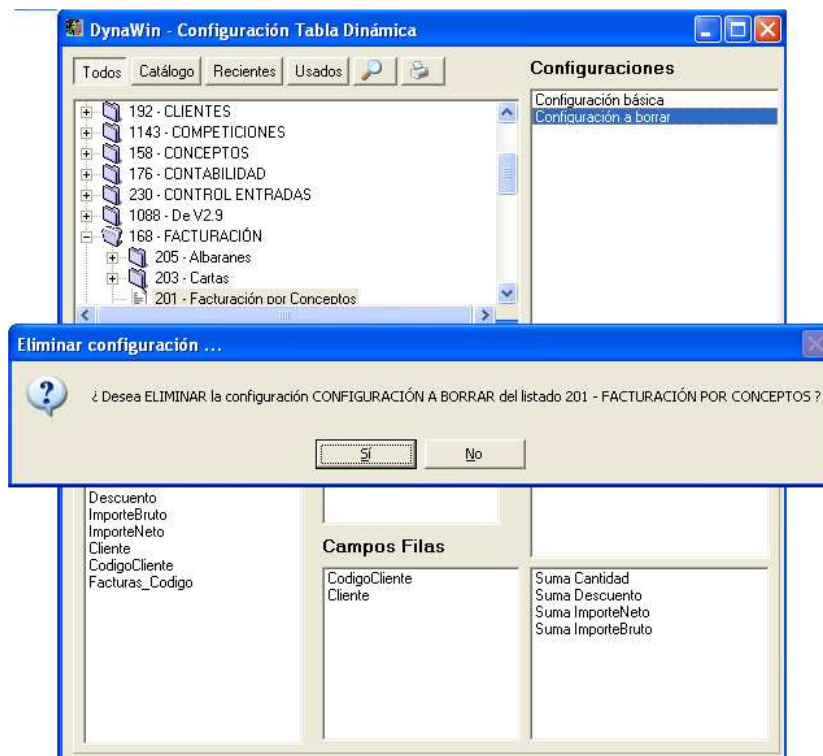 DynaWin - Configuración Tabla Dinámica
Todos Catálogo Recientes Usados
Configuraciones
192 - CLIENTES
1143 - COMPETICIONES
158 - CONCEPTOS
176 - CONTABILIDAD
230 - CONTROL ENTRADAS
1088 - De V2.9
168 - FACTURACIÓN
205 - Albaranes
203 - Cartas
201 - Facturación por Conceptos
Configuración básica
Configuración a borrar
Eliminar configuración ...
¿ Desea ELIMINAR la configuración CONFIGURACIÓN A BORRAR del listado 201 - FACTURACIÓN POR CONCEPTOS ?
Sí No
Descuento
ImporteBruto
ImporteNeto
Cliente
CodigoCliente
Facturas_Codigo
Campos Filas
CodigoCliente
Cliente
Suma Cantidad
Suma Descuento
Suma ImporteNeto
Suma ImporteBruto